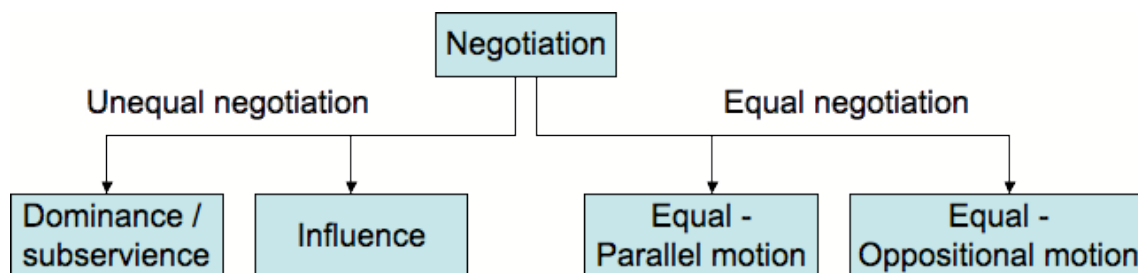 Negotiation
Unequal negotiation
Equal negotiation
Dominance /
subservience
Influence
Equal -
Parallel motion
Equal -
Oppositional motion